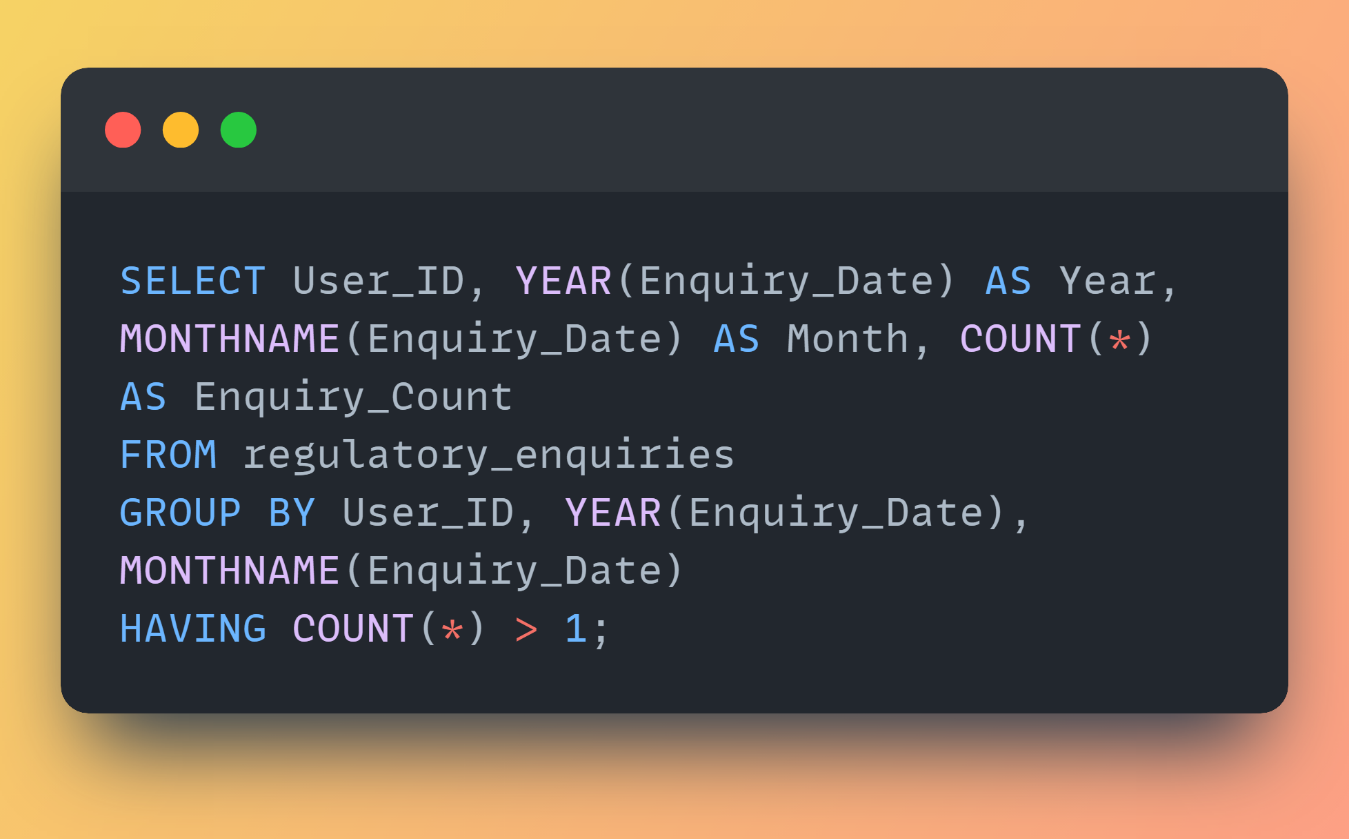 SELECT User_ID, YEAR(Enquiry_Date) AS Year,
MONTHNAME(Enquiry_Date) AS Month, COUNT(*)
AS Enquiry_Count
FROM regulatory_enquiries
GROUP BY User_ID, YEAR(Enquiry_Date),
MONTHNAME(Enquiry_Date)
HAVING COUNT(*) > 1;